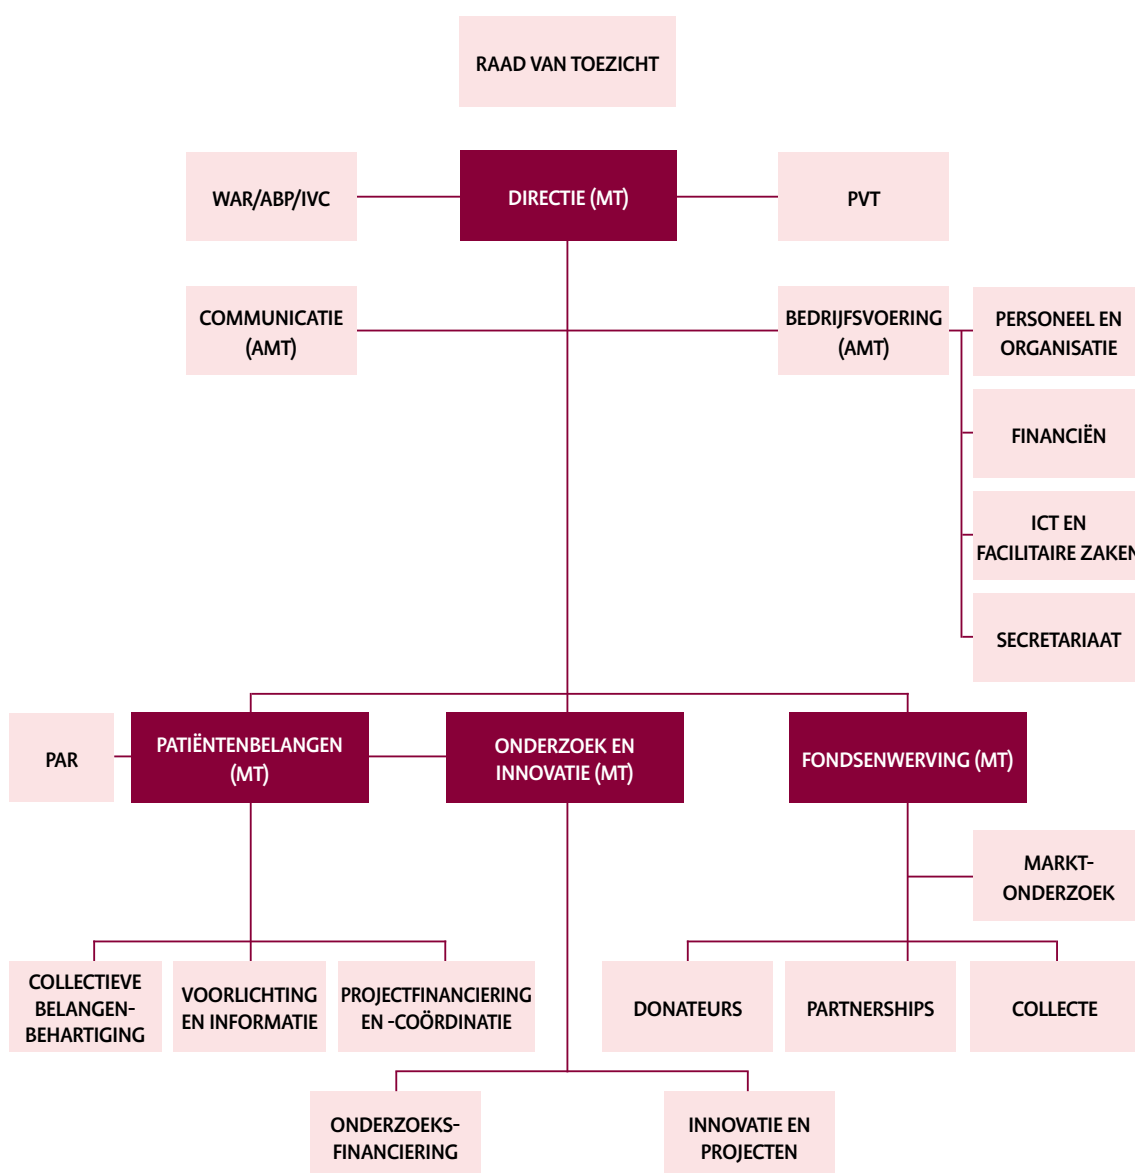 RAAD VAN TOEZICHT
WAR/ABP/IVC
DIRECTIE (MT)
PVT
COMMUNICATIE
(AMT)
BEDRIJFSVOERING
(AMT)
PERSONEEL EN
ORGANISATIE
FINANCIËN
ICT EN
FACILITAIRE ZAKEN
SECRETARIAAT
PAR
PATIËNTENBELANGEN
(MT)
ONDERZOEK EN
INNOVATIE (MT)
FONDSENWERVING (MT)
MARKT-
ONDERZOEK
COLLECTIEVE
BELANGEN-
BEHARTIGING
VOORLICHTING
EN INFORMATIE
PROJECTFINANCIERING
EN -COÖRDINATIE
DONATEURS
PARTNERSHIPS
COLLECTE
ONDERZOEKS-
FINANCIERING
INNOVATIE EN
PROJECTEN